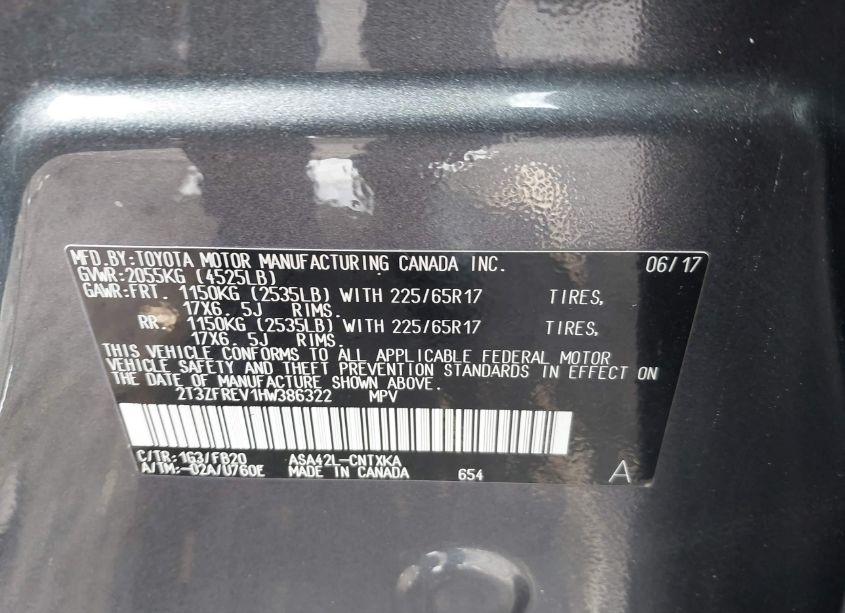 MFD.BY:TOYOTA MOTOR MANUFACTURING CANADA INC. 06/17
GVWR:2055KG (4525LB)
GAWR:FRT. 1150KG (2535LB) WITH 225/65R17 TIRES,
17X6. 5J RIMS.
RR. 1150KG (2535LB) WITH 225/65R17 TIRES,
17X6. 5J RIMS.
THIS VEHICLE CONFORMS TO ALL APPLICABLE FEDERAL MOTOR
VEHICLE SAFETY AND THEFT PREVENTION STANDARDS IN EFFECT ON
THE DATE OF MANUFACTURE SHOWN ABOVE.
2T3ZFREV1HW386322 MPV
C/TR:1G3/FB20 ASA42L-CNTXKA
A/TM:-02A/U760E MADE IN CANADA 654 A